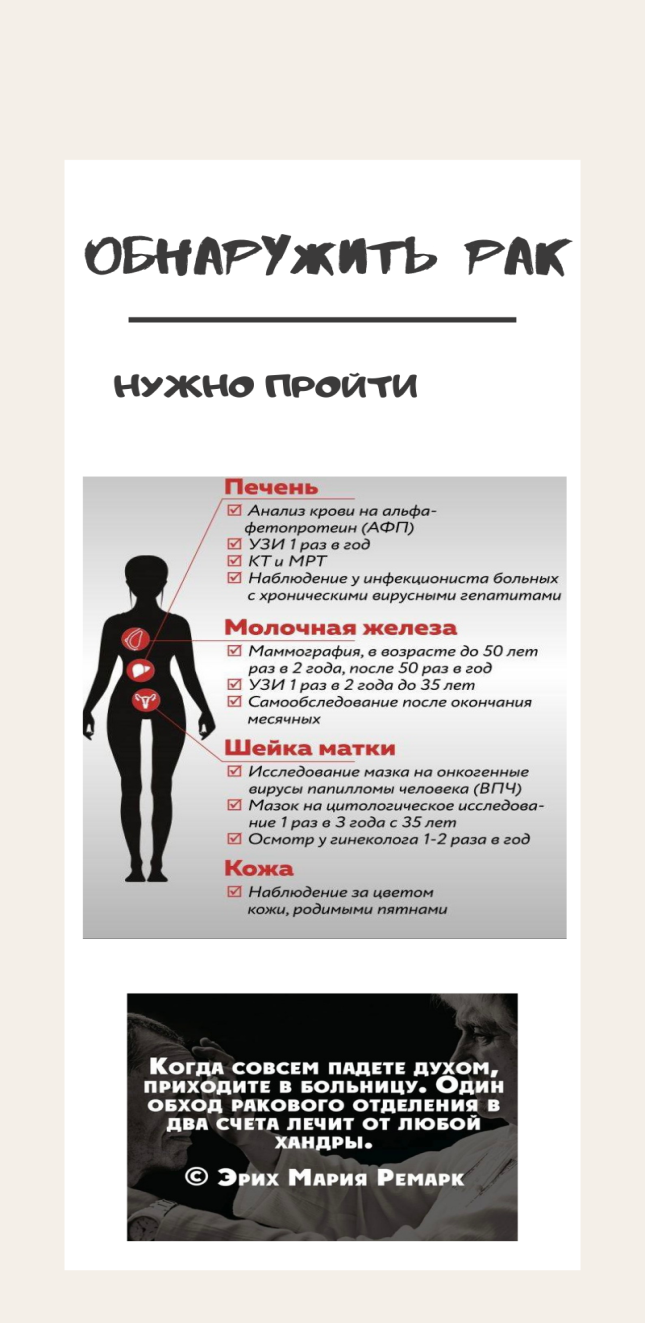 ОБНАРУЖИТЬ РАК
НУЖНО ПРОЙТИ
Печень
Анализ крови на альфа-
фетопротеин (АФП)
УЗИ 1 раз в год
КТ и МРТ
Наблюдение у инфекциониста больных
с хроническими вирусными гепатитами
Молочная железа
Маммография, в возрасте до 50 лет
раз в 2 года, после 50 раз в год
УЗИ 1 раз в 2 года до 35 лет
Самообследование после окончания
месячных
Шейка матки
Исследование мазка на онкогенные
вирусы папилломы человека (ВПЧ)
Мазок на цитологическое исследова-
ние 1 раз в 3 года с 35 лет
Осмотр у гинеколога 1-2 раза в год
Кожа
Наблюдение за цветом
кожи, родимыми пятнами
Когда совсем падете духом,
приходите в больницу. Один
обход ракового отделения в
два счета лечит от любой
хандры.
© Эрих Мария Ремарк